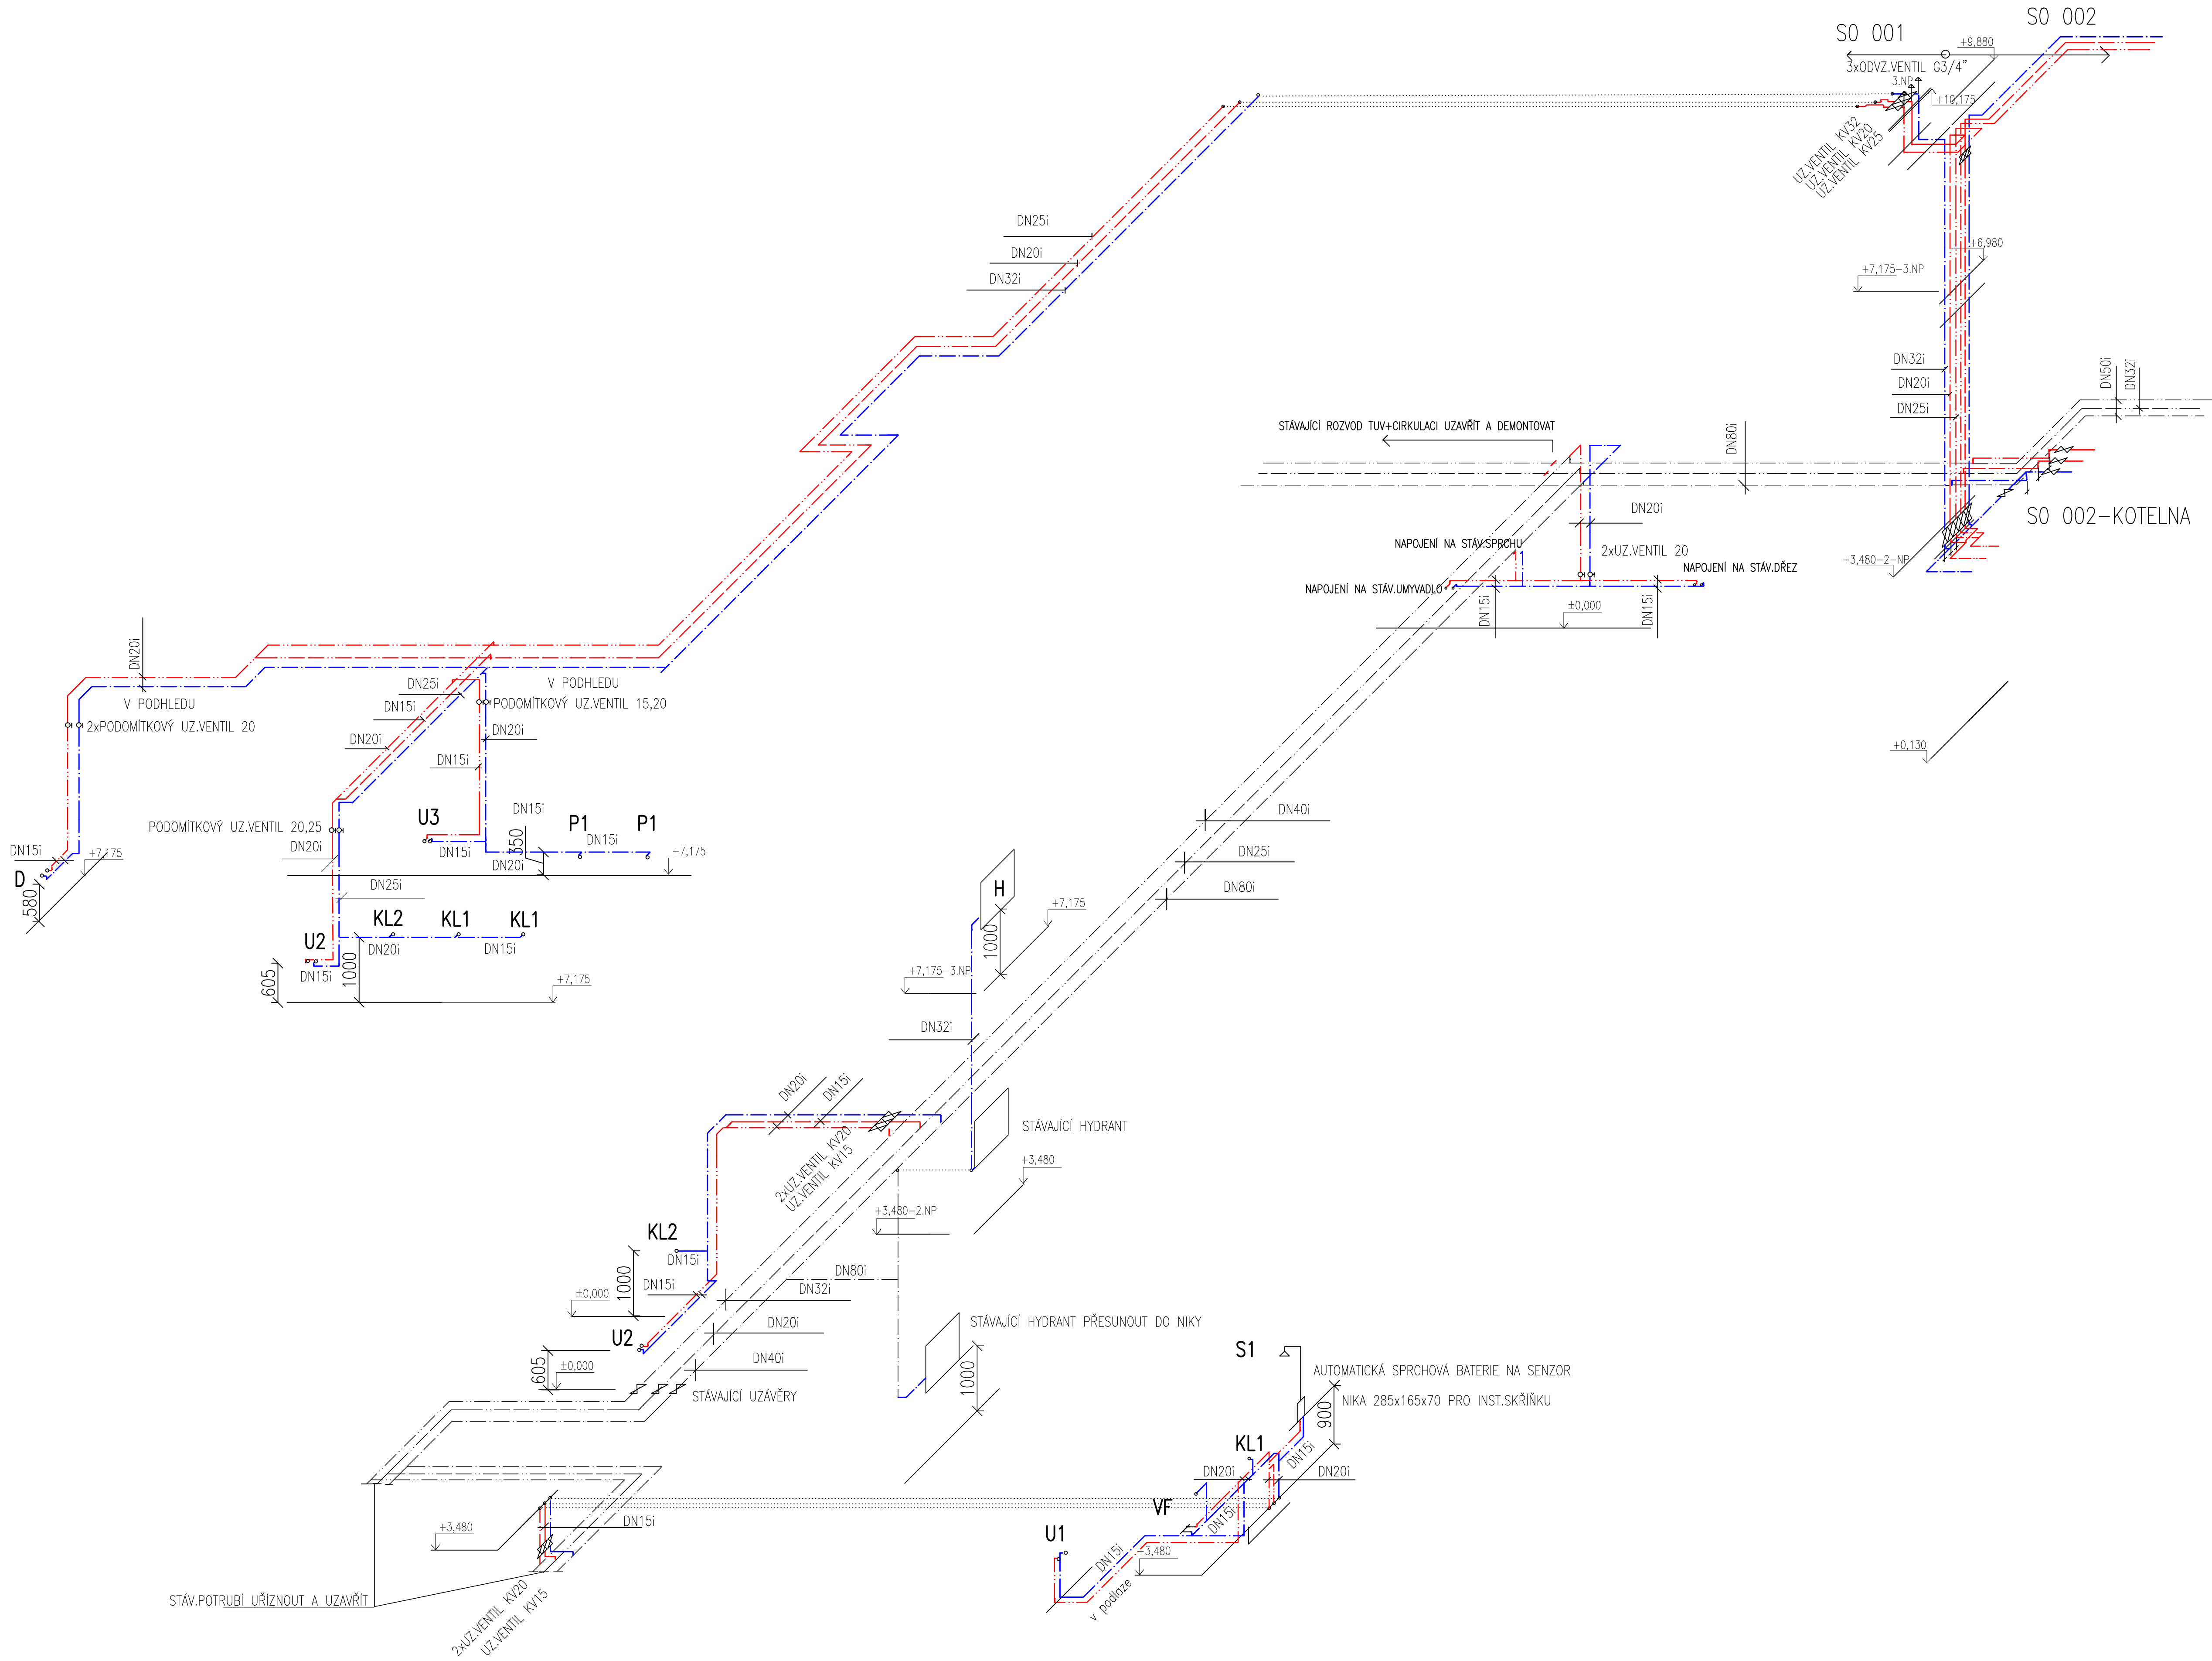 SO 001
SO 002
+9,880
3xODVZ.VENTIL G3/4"
3.NP
+10,175
UZ.VENTIL KV32
UZ.VENTIL KV20
UZ.VENTIL KV25
DN25i
DN20i
DN32i
+6,980
+7,175-3.NP
DN32i
DN20i
DN25i
DN50i
DN32i
STÁVAJÍCÍ ROZVOD TUV+CIRKULACI UZAVŘÍT A DEMONTOVAT
DN80i
DN20i
SO 002-KOTELNA
NAPOJENÍ NA STÁV.SPRCHU
2xUZ.VENTIL 20
+3,480-2-NP
NAPOJENÍ NA STÁV.DŘEZ
NAPOJENÍ NA STÁV.UMYVADLO
DN15i
±0,000
DN15i
DN20i
V PODHLEDU
DN25i
V PODHLEDU
DN15i
PODOMÍTKOVÝ UZ.VENTIL 15,20
2xPODOMÍTKOVÝ UZ.VENTIL 20
DN20i
DN20i
DN15i
+0,130
U3
DN15i
P1
P1
PODOMÍTKOVÝ UZ.VENTIL 20,25
DN20i
DN15i
350
DN15i
DN20i
+7,175
DN15i
+7,175
D
580
DN25i
KL2
KL1
KL1
U2
DN20i
DN15i
DN15i
605
1000
+7,175
DN40i
DN25i
DN80i
H
+7,175
1000
+7,175-3.NP
DN32i
DN20i
DN15i
2xUZ.VENTIL KV20
UZ.VENTIL KV15
STÁVAJÍCÍ HYDRANT
+3,480
+3,480-2.NP
KL2
DN15i
1000
DN15i
DN80i
DN32i
±0,000
DN20i
U2
605
±0,000
DN40i
STÁVAJÍCÍ UZÁVĚRY
STÁVAJÍCÍ HYDRANT PŘESUNOUT DO NIKY
1000
S1
AUTOMATICKÁ SPRCHOVÁ BATERIE NA SENZOR
NIKA 285x165x70 PRO INST.SKŘÍŇKU
900
KL1
DN15i
DN20i
DN20i
VF
DN15i
U1
DN15i
+3,480
v podlaze
+3,480
DN15i
STÁV.POTRUBÍ UŘÍZNOUT A UZAVŘÍT
2xUZ.VENTIL KV20
UZ.VENTIL KV15